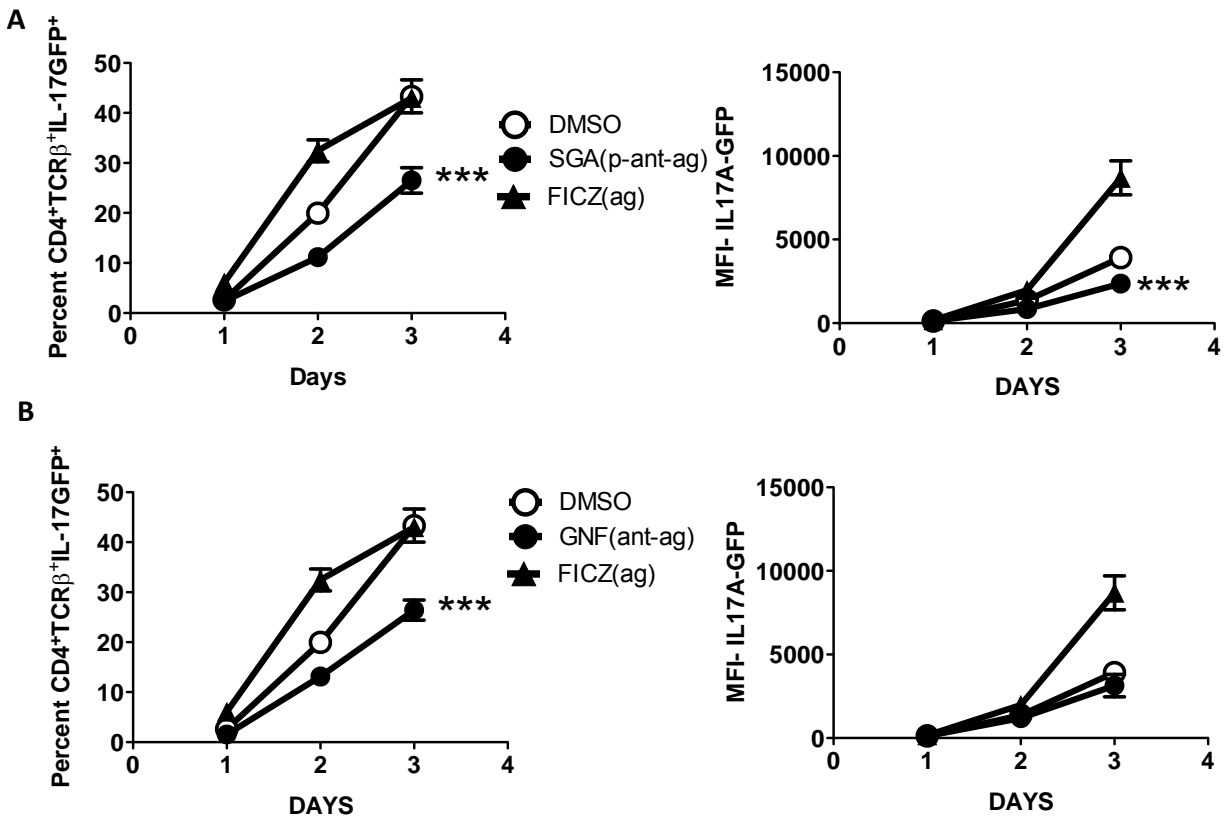 A
Percent CD4⁺TCRβ⁺IL-17GFP⁺
50
40
30
20
10
0
0
1
2
3
4
Days
***
DMSO
SGA(p-ant-ag)
FICZ(ag)
MFI- IL17A-GFP
15000
10000
5000
0
0
1
2
3
4
DAYS
***
B
Percent CD4⁺TCRβ⁺IL-17GFP⁺
50
40
30
20
10
0
0
1
2
3
4
DAYS
***
DMSO
GNF(ant-ag)
FICZ(ag)
MFI- IL17A-GFP
15000
10000
5000
0
0
1
2
3
4
DAYS